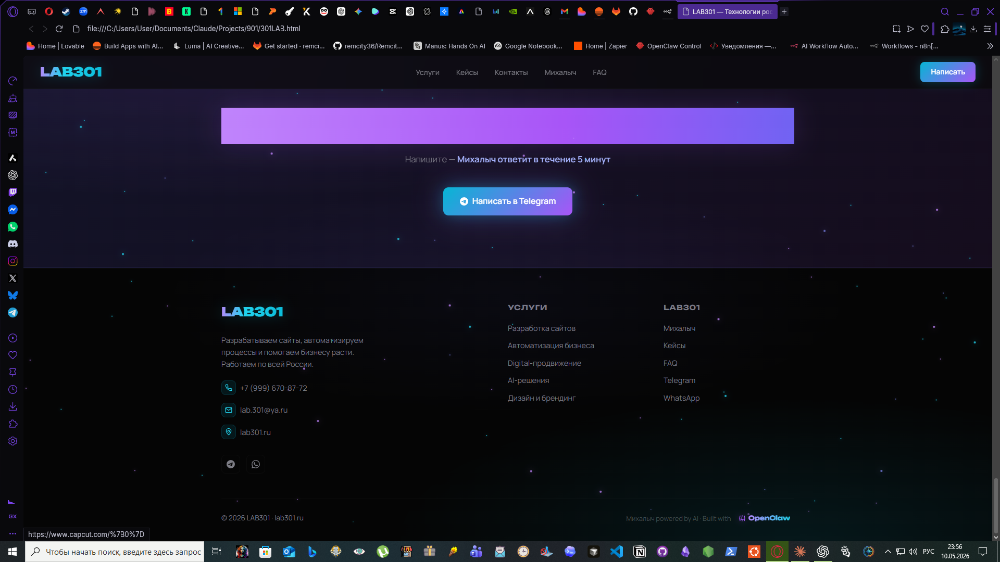 LAB301 — Технологии рос
file:///C:/Users/User/Documents/Claude/Projects/901/301LAB.html
Home | Lovable
Build Apps with AI...
Luma | AI Creative...
Get started · remci...
remcity36/Remcit...
Manus: Hands On AI
Google Notebook...
Home | Zapier
OpenClaw Control
Уведомления —...
AI Workflow Auto...
Workflows - n8n[...
LAB301
Услуги
Кейсы
Контакты
Михалыч
FAQ
Написать
Напишите — Михалыч ответит в течение 5 минут
Написать в Telegram
LAB301
Разрабатываем сайты, автоматизируем
процессы и помогаем бизнесу расти.
Работаем по всей России.
+7 (999) 670-87-72
lab.301@ya.ru
lab301.ru
УСЛУГИ
Разработка сайтов
Автоматизация бизнеса
Digital-продвижение
AI-решения
Дизайн и брендинг
LAB301
Михалыч
Кейсы
FAQ
Telegram
WhatsApp
© 2026 LAB301 · lab301.ru
Михалыч powered by AI · Built with
OpenClaw
GX
https://www.capcut.com/%7B0%7D
Чтобы начать поиск, введите здесь запрос
РУС
23:56
10.05.2026